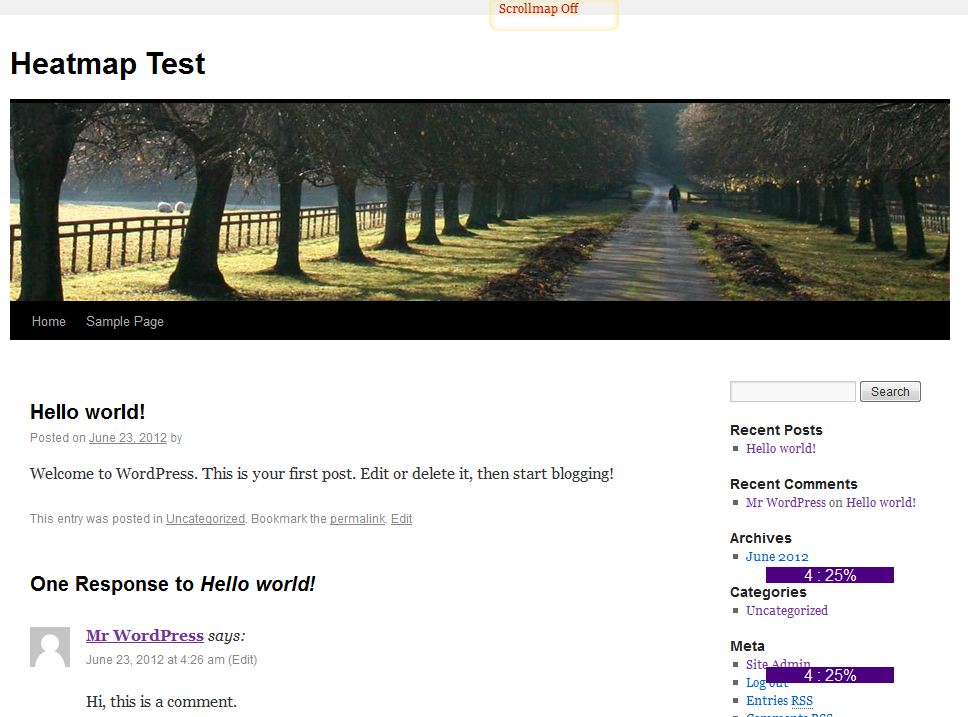 Scrollmap Off
Heatmap Test
Home Sample Page
Hello world!
Posted on June 23, 2012 by
Welcome to WordPress. This is your first post. Edit or delete it, then start blogging!
This entry was posted in Uncategorized. Bookmark the permalink. Edit
One Response to Hello world!
Mr WordPress says:
June 23, 2012 at 4:26 am (Edit)
Hi, this is a comment.
Search
Recent Posts
Hello world!
Recent Comments
Mr WordPress on Hello world!
Archives
June 2012
4 : 25%
Categories
Uncategorized
Meta
Site Admin
4 : 25%
Log out
Entries RSS
Comments RSS